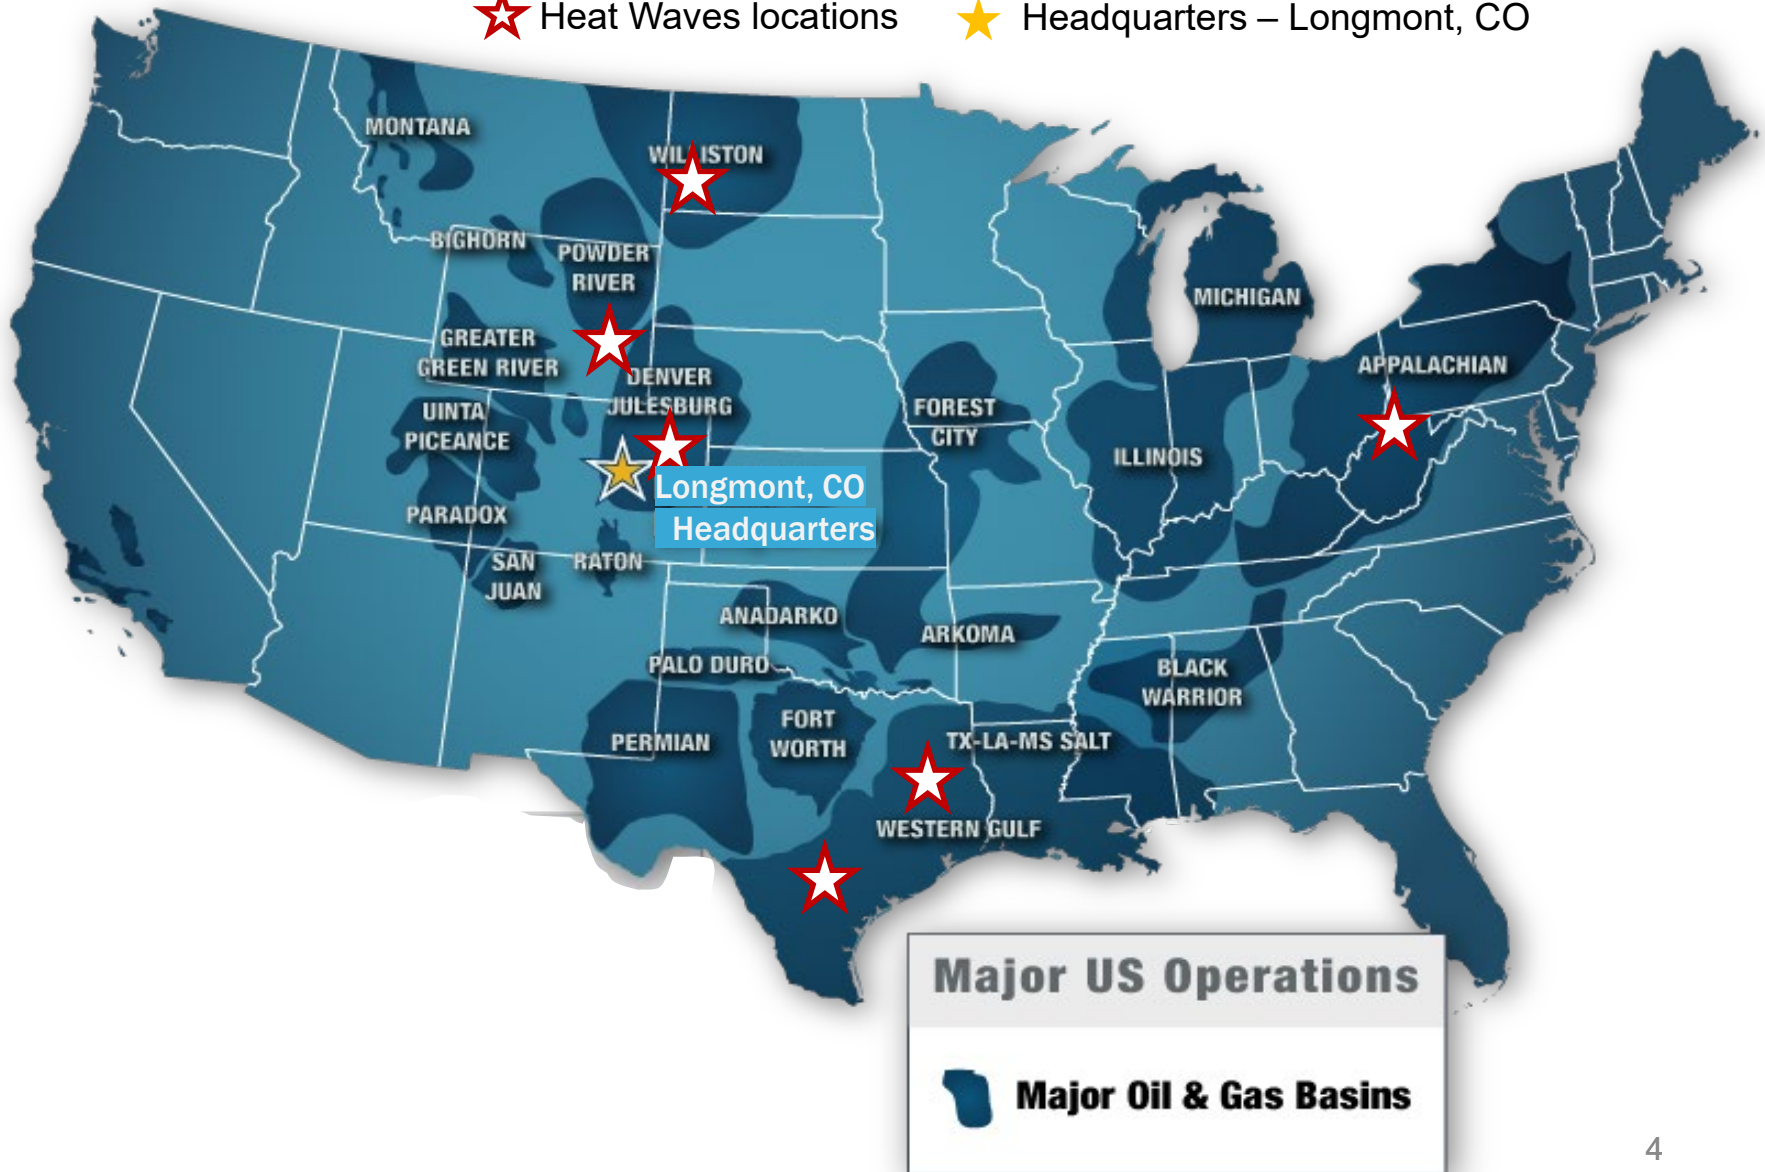 Heat Waves locations
Headquarters – Longmont, CO
MONTANA
WILLISTON
BIGHORN
POWDER
RIVER
MICHIGAN
GREATER
GREEN RIVER
APPALACHIAN
DENVER
JULESBURG
UINTA
PICEANCE
FOREST
CITY
ILLINOIS
Longmont, CO
Headquarters
PARADOX
SAN
JUAN
RATON
ANADARKO
ARKOMA
PALO DURO
BLACK
WARRIOR
FORT
WORTH
PERMIAN
TX-LA-MS SALT
WESTERN GULF
Major US Operations
Major Oil & Gas Basins
4